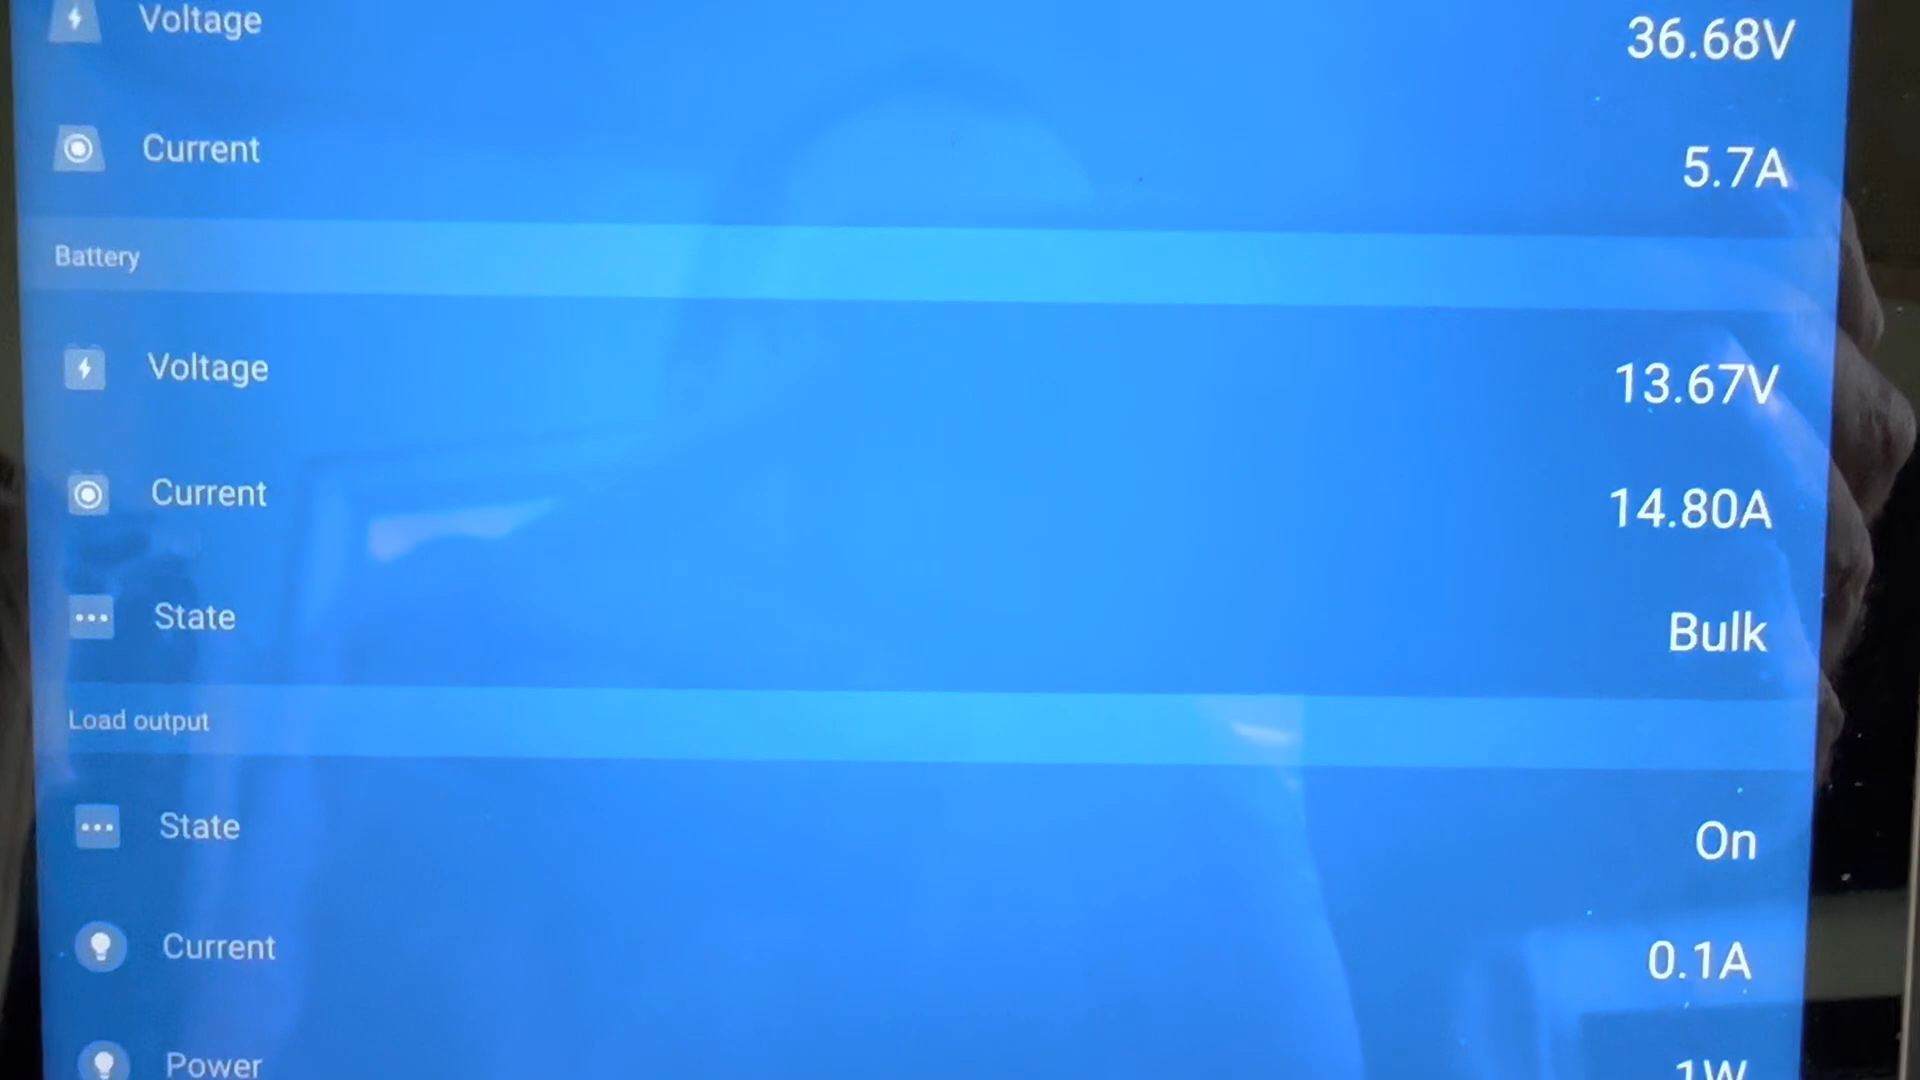 Voltage 36.68V
Current 5.7A
Battery
Voltage 13.67V
Current 14.80A
State Bulk
Load output
State On
Current 0.1A
Power 1W